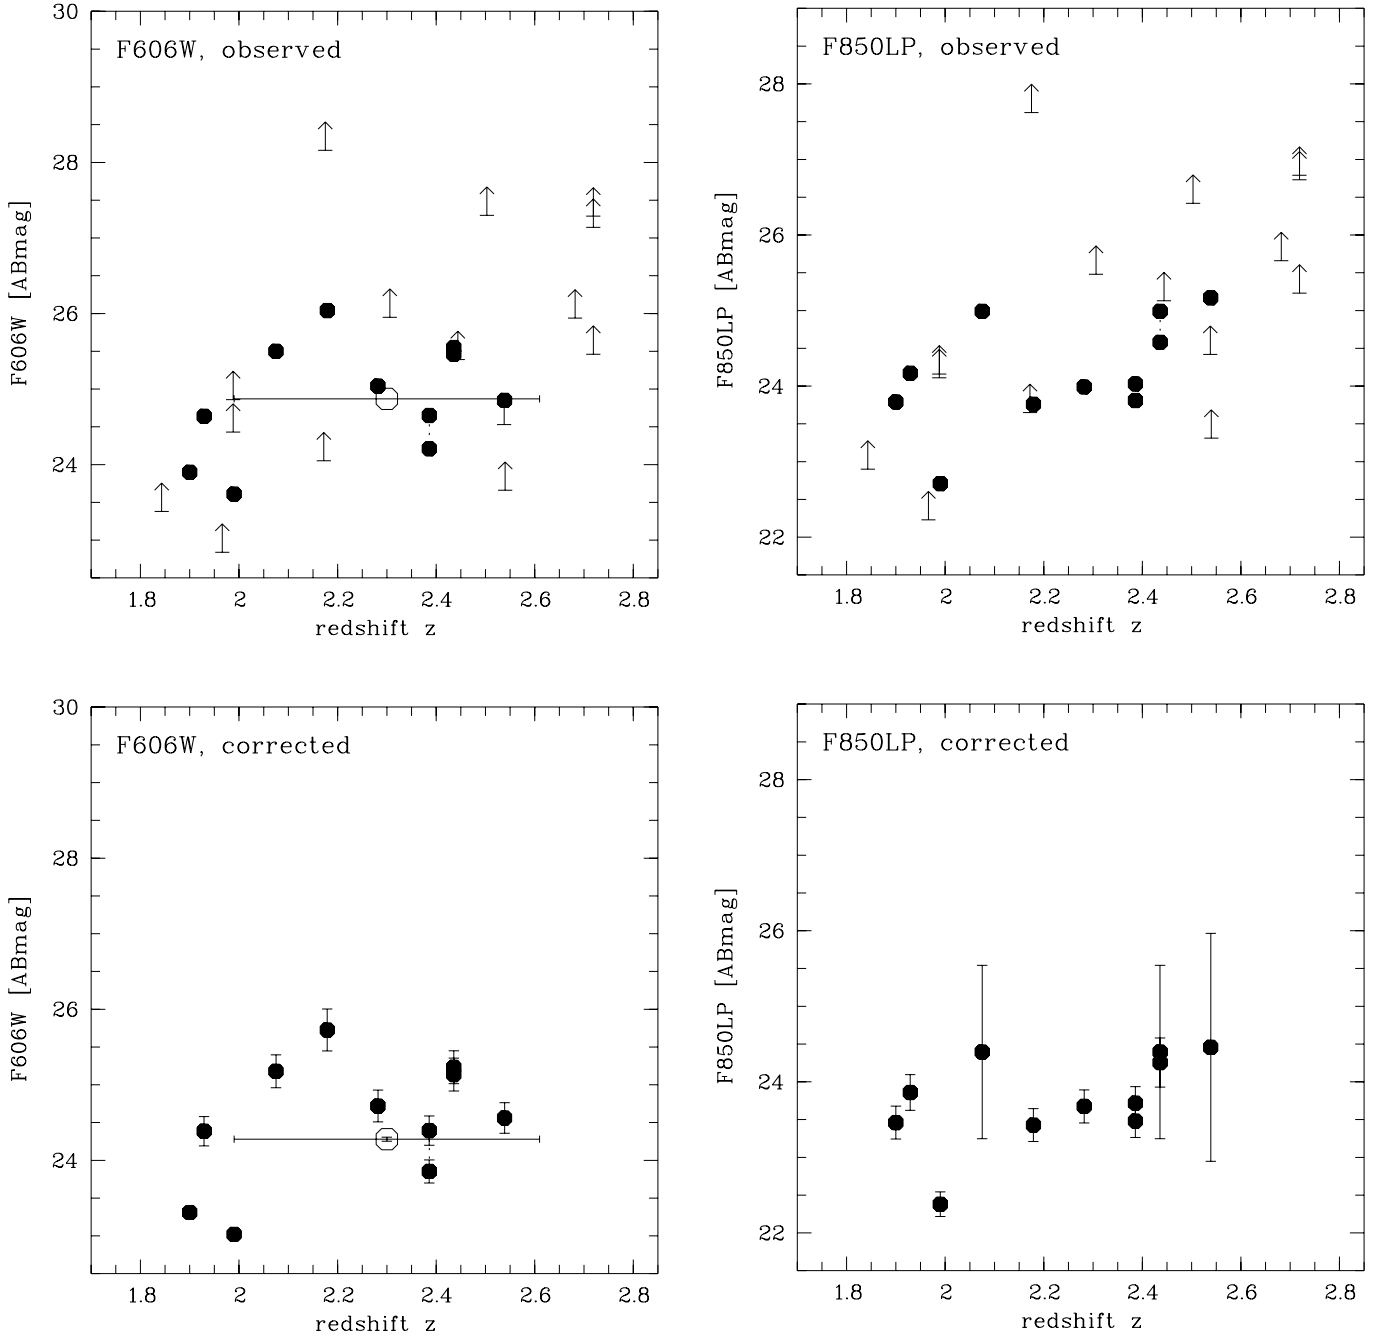 F606W, observed
30
28
26
24
F606W [ABmag]
1.8 2 2.2 2.4 2.6 2.8
redshift z
F850LP, observed
28
26
24
22
F850LP [ABmag]
1.8 2 2.2 2.4 2.6 2.8
redshift z
F606W, corrected
30
28
26
24
F606W [ABmag]
1.8 2 2.2 2.4 2.6 2.8
redshift z
F850LP, corrected
28
26
24
22
F850LP [ABmag]
1.8 2 2.2 2.4 2.6 2.8
redshift z